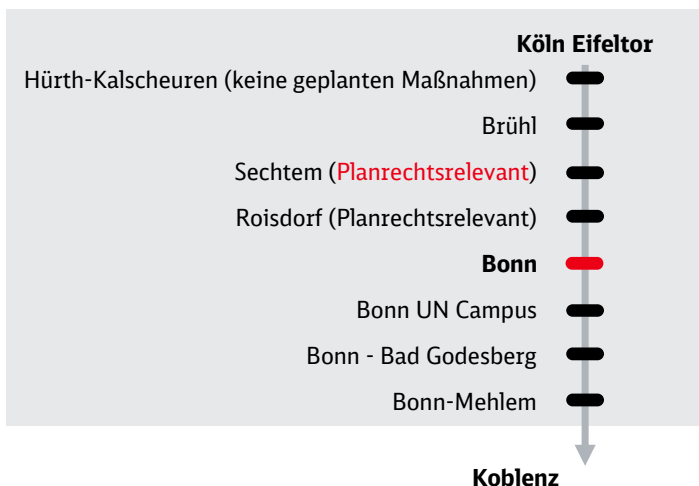 Köln Eifeltor
Hürth-Kalscheuren (keine geplanten Maßnahmen)
Brühl
Sechtem (Planrechtsrelevant)
Roisdorf (Planrechtsrelevant)
Bonn
Bonn UN Campus
Bonn - Bad Godesberg
Bonn-Mehlem
Koblenz